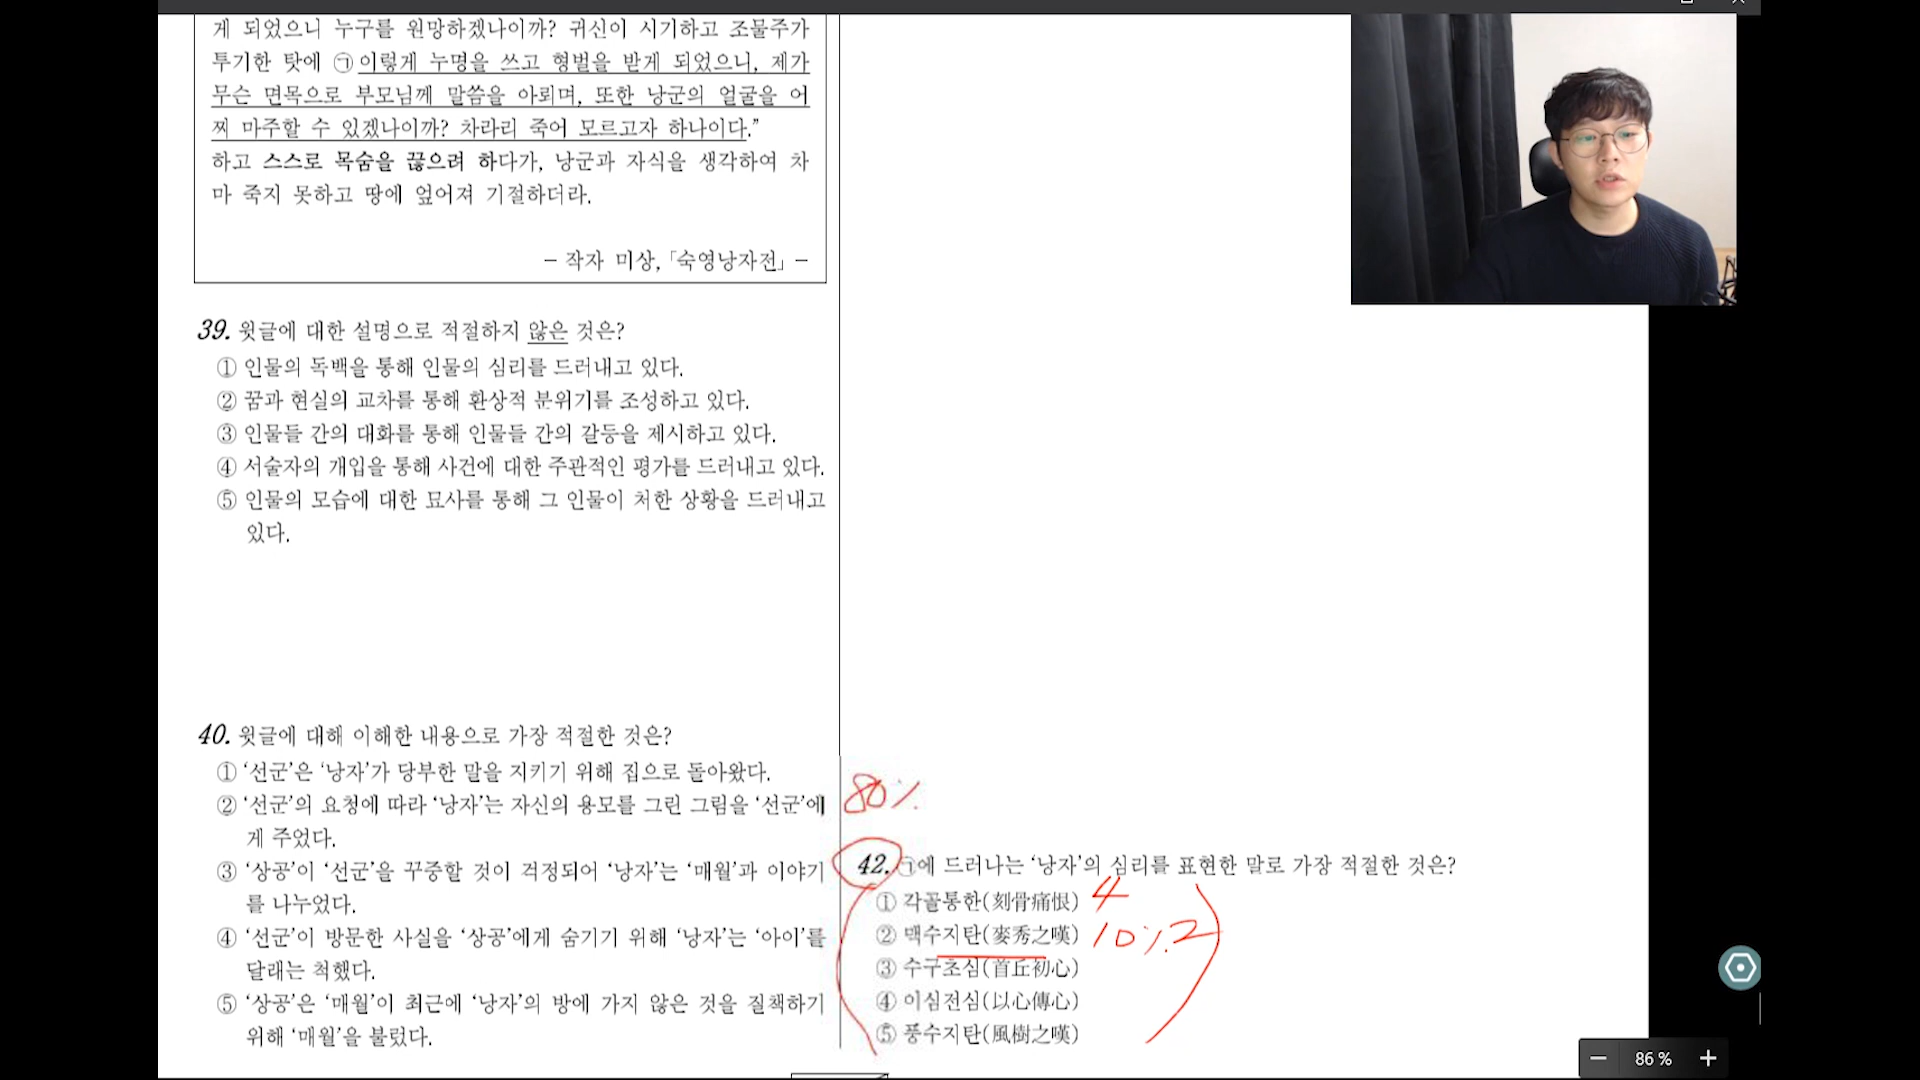 게 되었으니 누구를 원망하겠나이까? 귀신이 시기하고 조물주가
투기한 탓에 ㉠이렇게 누명을 쓰고 형벌을 받게 되었으니, 제가
무슨 면목으로 부모님께 말씀을 아뢰며, 또한 낭군의 얼굴을 어
찌 마주할 수 있겠나이까? 차라리 죽어 모르고자 하나이다.”
하고 스스로 목숨을 끊으려 하다가, 낭군과 자식을 생각하여 차
마 죽지 못하고 땅에 엎어져 기절하더라.
- 작자 미상, 「숙영낭자전」 -
39. 윗글에 대한 설명으로 적절하지 않은 것은?
① 인물의 독백을 통해 인물의 심리를 드러내고 있다.
② 꿈과 현실의 교차를 통해 환상적 분위기를 조성하고 있다.
③ 인물들 간의 대화를 통해 인물들 간의 갈등을 제시하고 있다.
④ 서술자의 개입을 통해 사건에 대한 주관적인 평가를 드러내고 있다.
⑤ 인물의 모습에 대한 묘사를 통해 그 인물이 처한 상황을 드러내고
있다.
40. 윗글에 대해 이해한 내용으로 가장 적절한 것은?
① ‘선군’은 ‘낭자’가 당부한 말을 지키기 위해 집으로 돌아왔다.
② ‘선군’의 요청에 따라 ‘낭자’는 자신의 용모를 그린 그림을 ‘선군’에
게 주었다.
③ ‘상공’이 ‘선군’을 꾸중할 것이 걱정되어 ‘낭자’는 ‘매월’과 이야기
를 나누었다.
④ ‘선군’이 방문한 사실을 ‘상공’에게 숨기기 위해 ‘낭자’는 ‘아이’를
달래는 척했다.
⑤ ‘상공’은 ‘매월’이 최근에 ‘낭자’의 방에 가지 않은 것을 질책하기
위해 ‘매월’을 불렀다.
80%
42. ㉠에 드러나는 ‘낭자’의 심리를 표현한 말로 가장 적절한 것은?
① 각골통한(刻骨痛恨) 4
② 맥수지탄(麥秀之嘆) 10% 2
③ 수구초심(首丘初心)
④ 이심전심(以心傳心)
⑤ 풍수지탄(風樹之嘆)
86 %